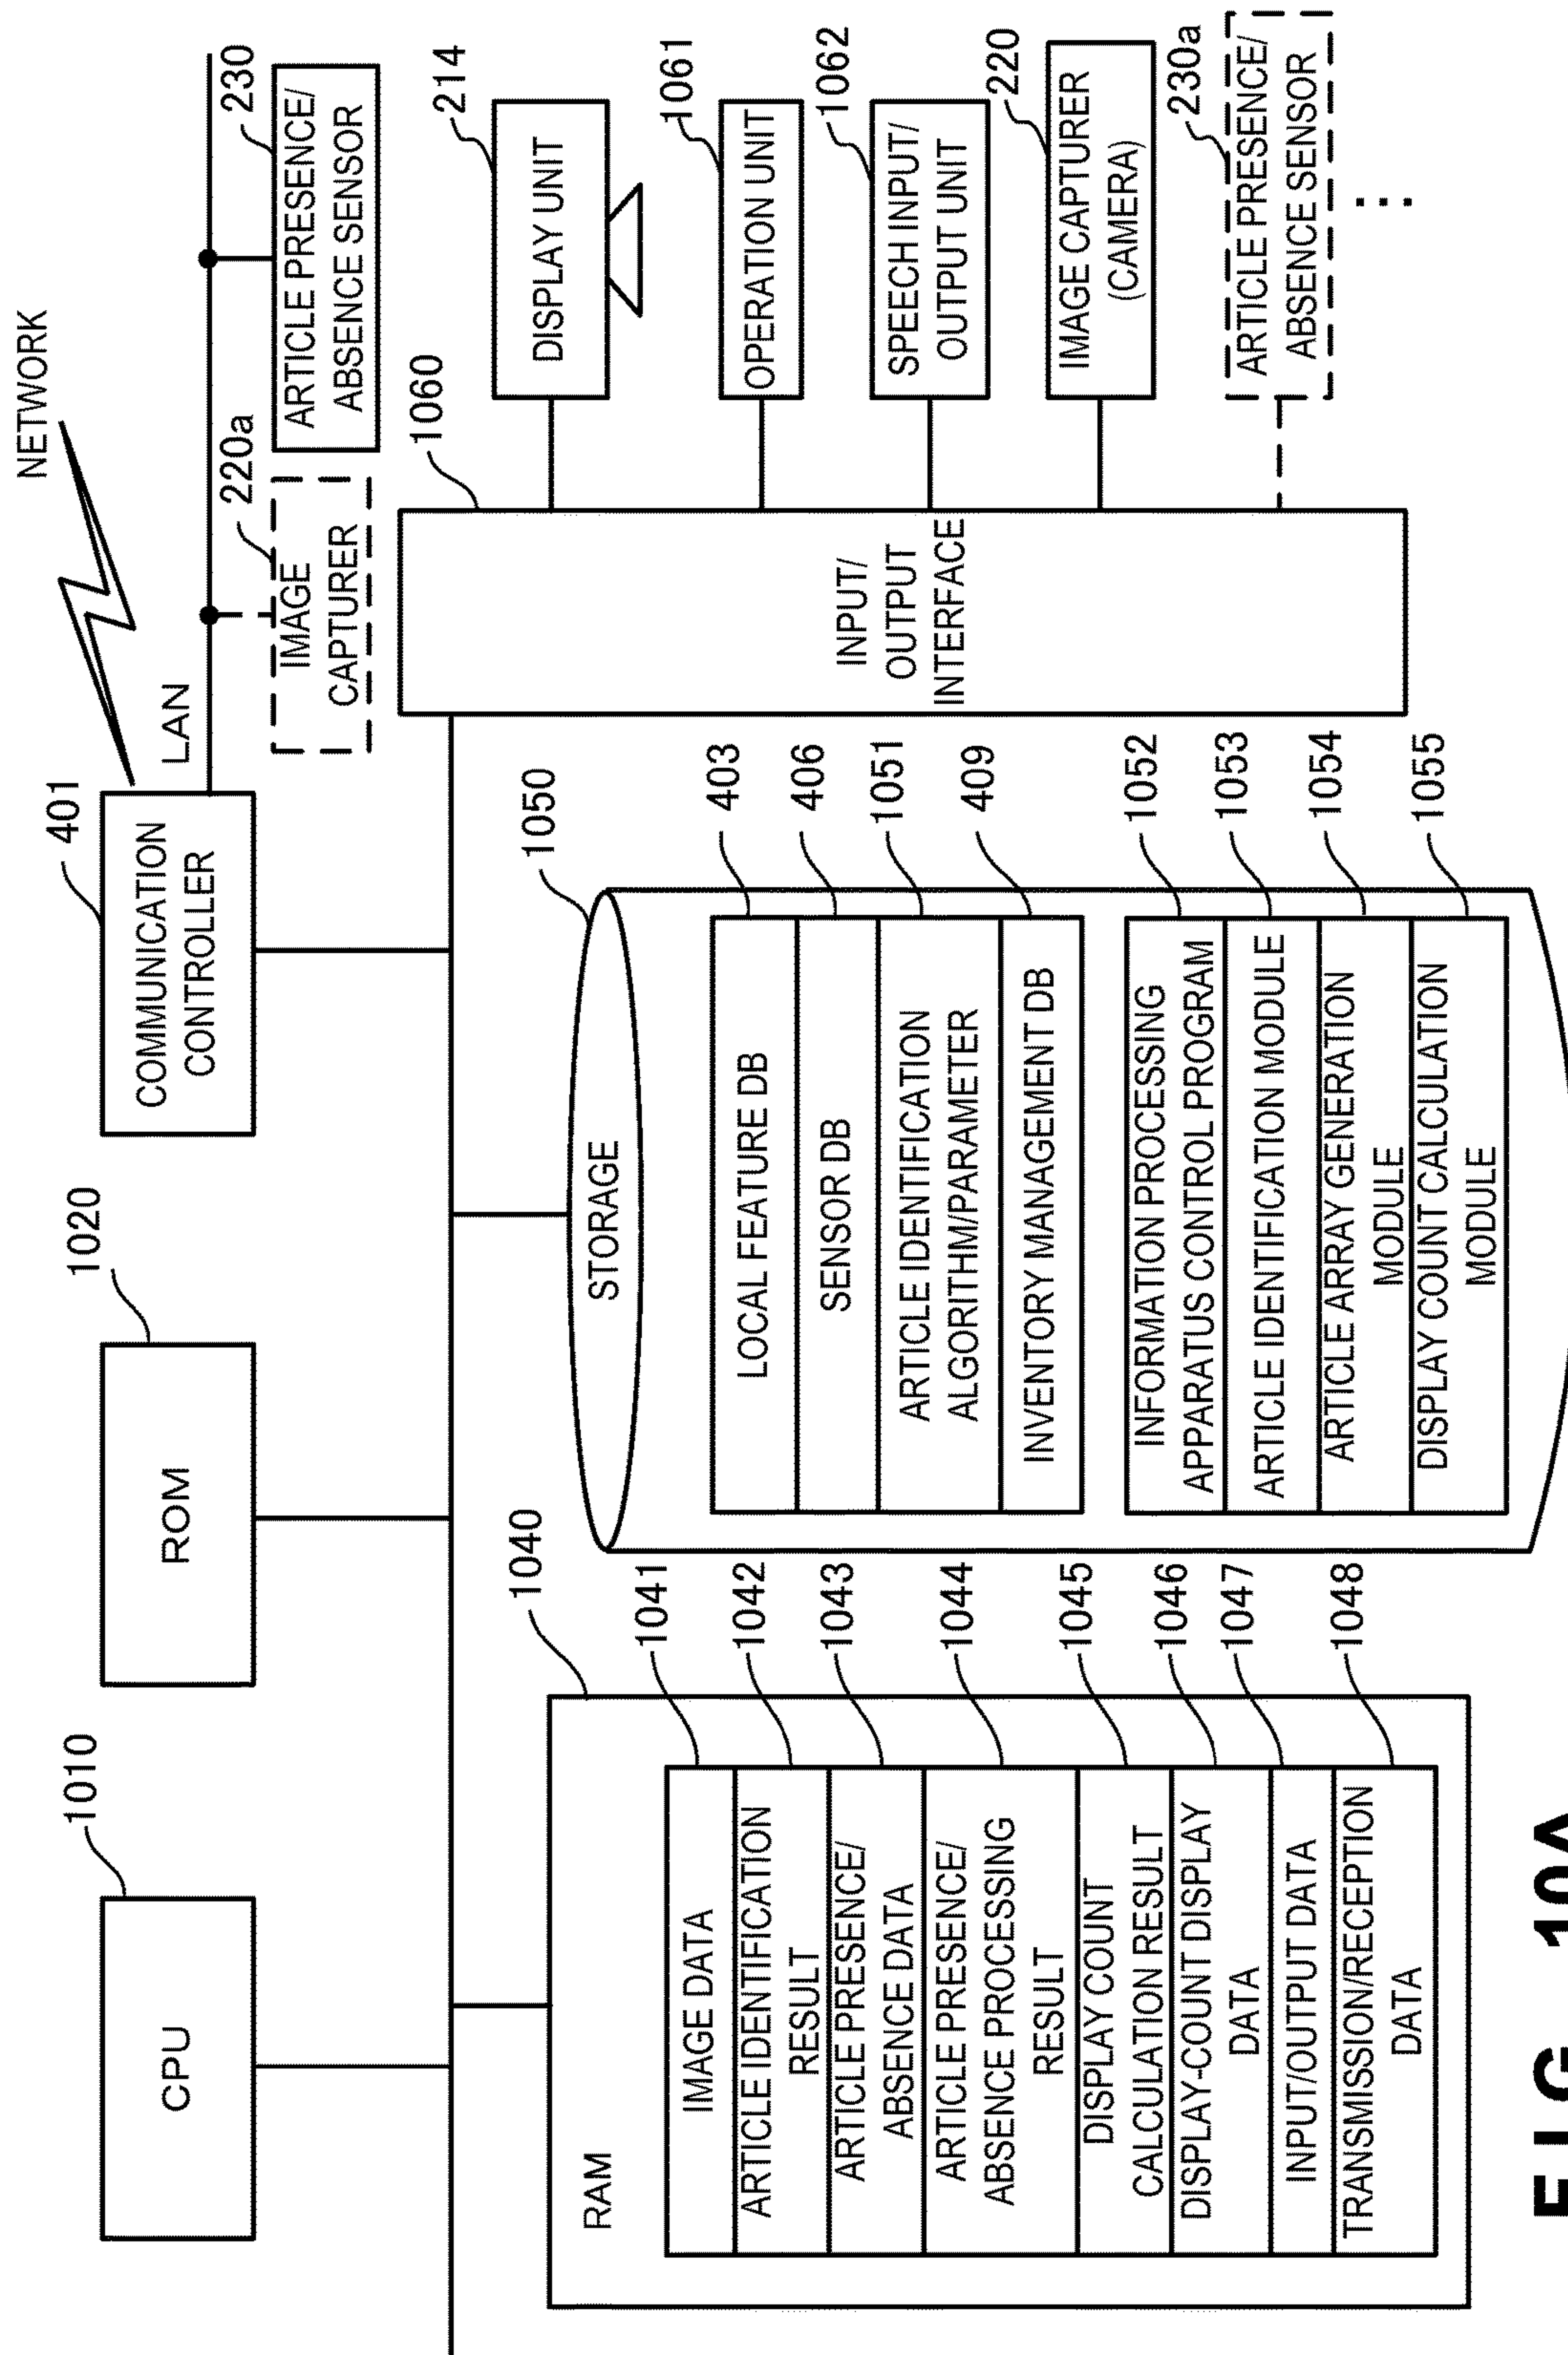 NETWORK
1010
CPU
1020
ROM
401
COMMUNICATION
CONTROLLER
LAN
220a
IMAGE
CAPTURER
230
ARTICLE PRESENCE/
ABSENCE SENSOR
1040
RAM
1041
IMAGE DATA
1042
ARTICLE IDENTIFICATION
RESULT
1043
ARTICLE PRESENCE/
ABSENCE DATA
1044
ARTICLE PRESENCE/
ABSENCE PROCESSING
RESULT
1045
DISPLAY COUNT
CALCULATION RESULT
1046
DISPLAY-COUNT DISPLAY
DATA
1047
INPUT/OUTPUT DATA
1048
TRANSMISSION/RECEPTION
DATA
1050
STORAGE
403
LOCAL FEATURE DB
406
SENSOR DB
1051
ARTICLE IDENTIFICATION
ALGORITHM/PARAMETER
409
INVENTORY MANAGEMENT DB
1052
INFORMATION PROCESSING
APPARATUS CONTROL PROGRAM
1053
ARTICLE IDENTIFICATION MODULE
1054
ARTICLE ARRAY GENERATION
MODULE
1055
DISPLAY COUNT CALCULATION
MODULE
1060
INPUT/
OUTPUT
INTERFACE
214
DISPLAY UNIT
1061
OPERATION UNIT
1062
SPEECH INPUT/
OUTPUT UNIT
220
IMAGE CAPTURER
(CAMERA)
230a
ARTICLE PRESENCE/
ABSENCE SENSOR
...
FIG. 10A